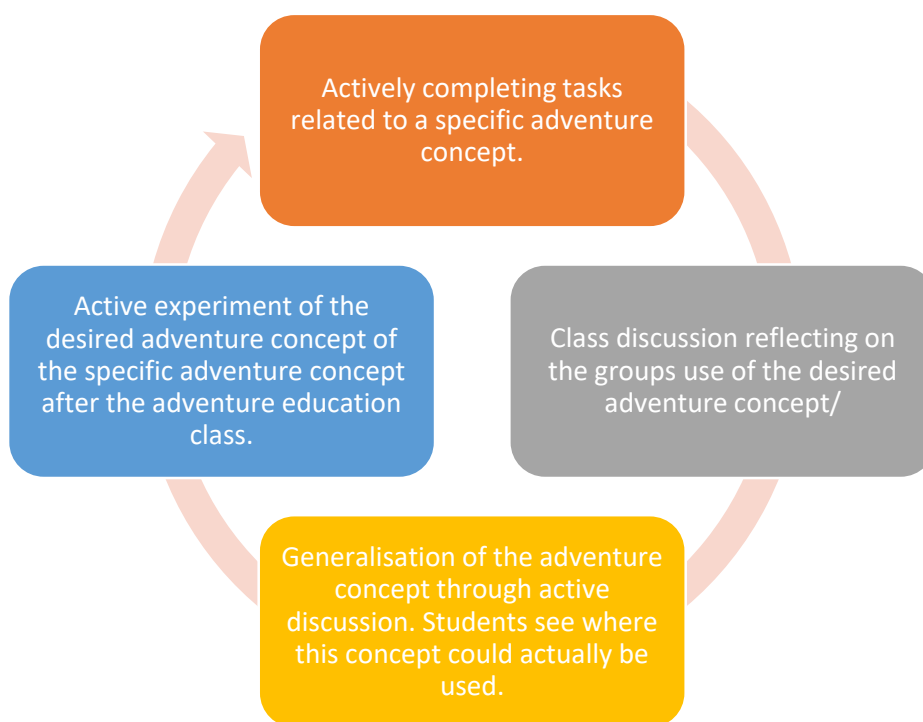 Actively completing tasks
related to a specific adventure
concept.
Class discussion reflecting on
the groups use of the desired
adventure concept/
Generalisation of the adventure
concept through active
discussion. Students see where
this concept could actually be
used.
Active experiment of the
desired adventure concept of
the specific adventure concept
after the adventure education
class.